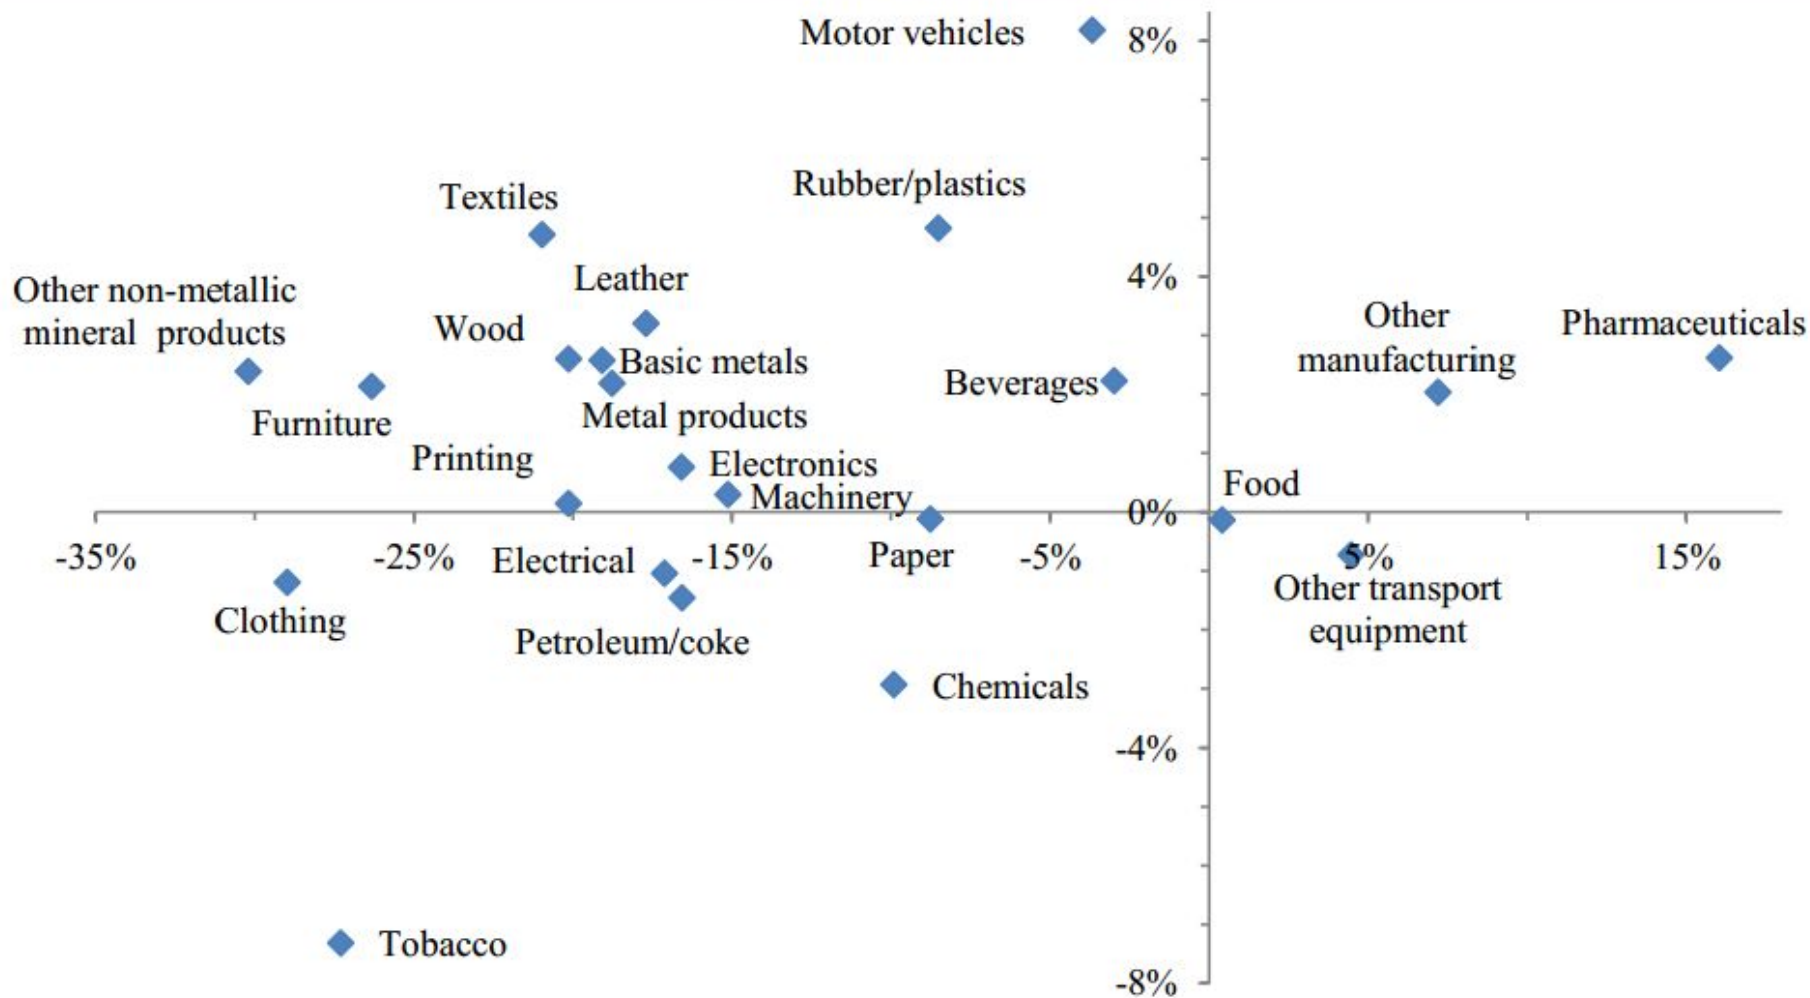 Motor vehicles
8%
Rubber/plastics
Textiles
Leather
4%
Other non-metallic
mineral products
Wood
Basic metals
Other
manufacturing
Pharmaceuticals
Beverages
Furniture
Metal products
Printing
Electronics
Machinery
Food
0%
-35%
-25%
-15%
-5%
5%
15%
Electrical
Paper
Clothing
Petroleum/coke
Other transport
equipment
Chemicals
-4%
Tobacco
-8%